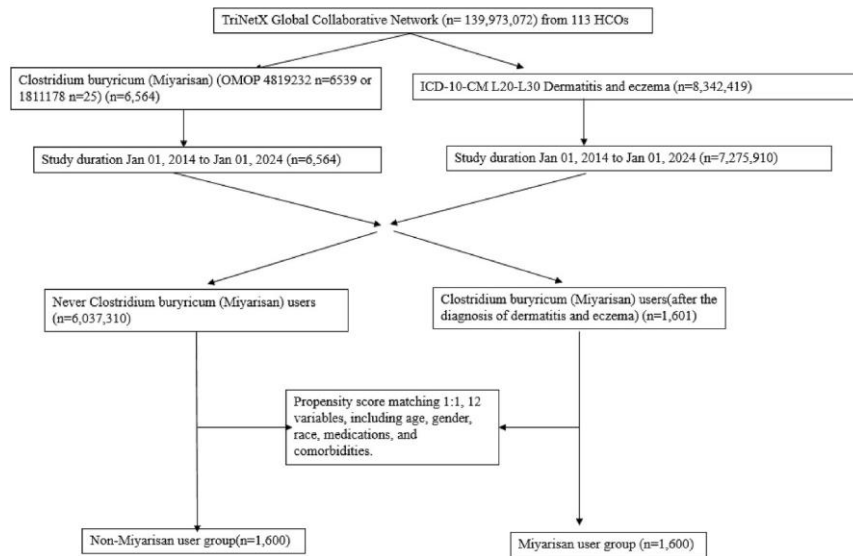 TriNetX Global Collaborative Network (n= 139,973,072) from 113 HCOs
Clostridium buryricum (Miyarisan) (OMOP 4819232 n=6539 or
1811178 n=25) (n=6,564)
ICD-10-CM L20-L30 Dermatitis and eczema (n=8,342,419)
Study duration Jan 01, 2014 to Jan 01, 2024 (n=6,564)
Study duration Jan 01, 2014 to Jan 01, 2024 (n=7,275,910)
Never Clostridium buryricum (Miyarisan) users
(n=6,037,310)
Clostridium buryricum (Miyarisan) users(after the
diagnosis of dermatitis and eczema) (n=1,601)
Propensity score matching 1:1, 12
variables, including age, gender,
race, medications, and
comorbidities.
Non-Miyarisan user group(n=1,600)
Miyarisan user group (n=1,600)